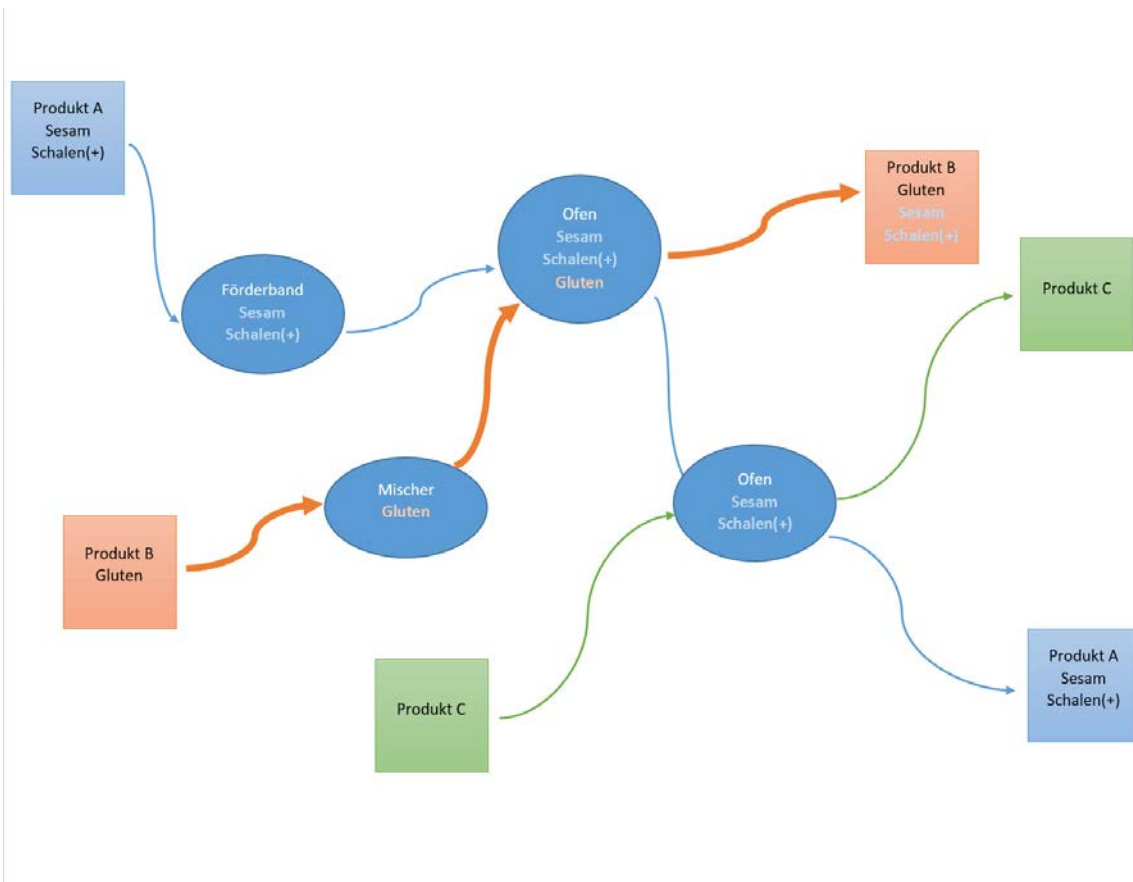 Produkt A
Sesam
Schalen(+)
Ofen
Sesam
Schalen(+)
Gluten
Produkt B
Gluten
Sesam
Schalen(+)
Förderband
Sesam
Schalen(+)
Produkt C
Mischer
Gluten
Ofen
Sesam
Schalen(+)
Produkt B
Gluten
Produkt C
Produkt A
Sesam
Schalen(+)